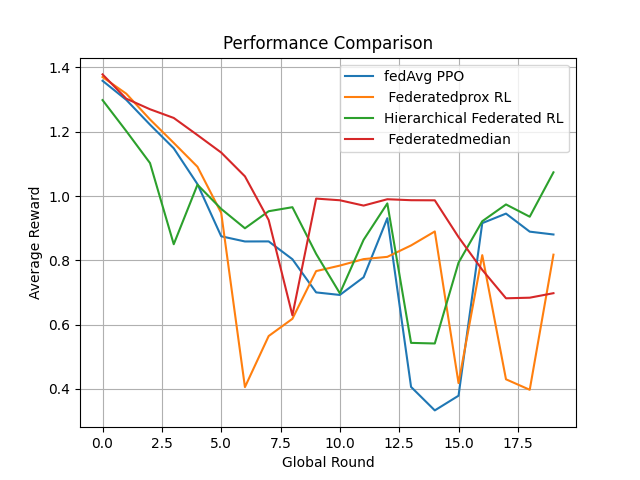 Performance Comparison
fedAvg PPO
Federatedprox RL
Hierarchical Federated RL
Federatedmedian
Average Reward
1.4
1.2
1.0
0.8
0.6
0.4
0.0 2.5 5.0 7.5 10.0 12.5 15.0 17.5
Global Round